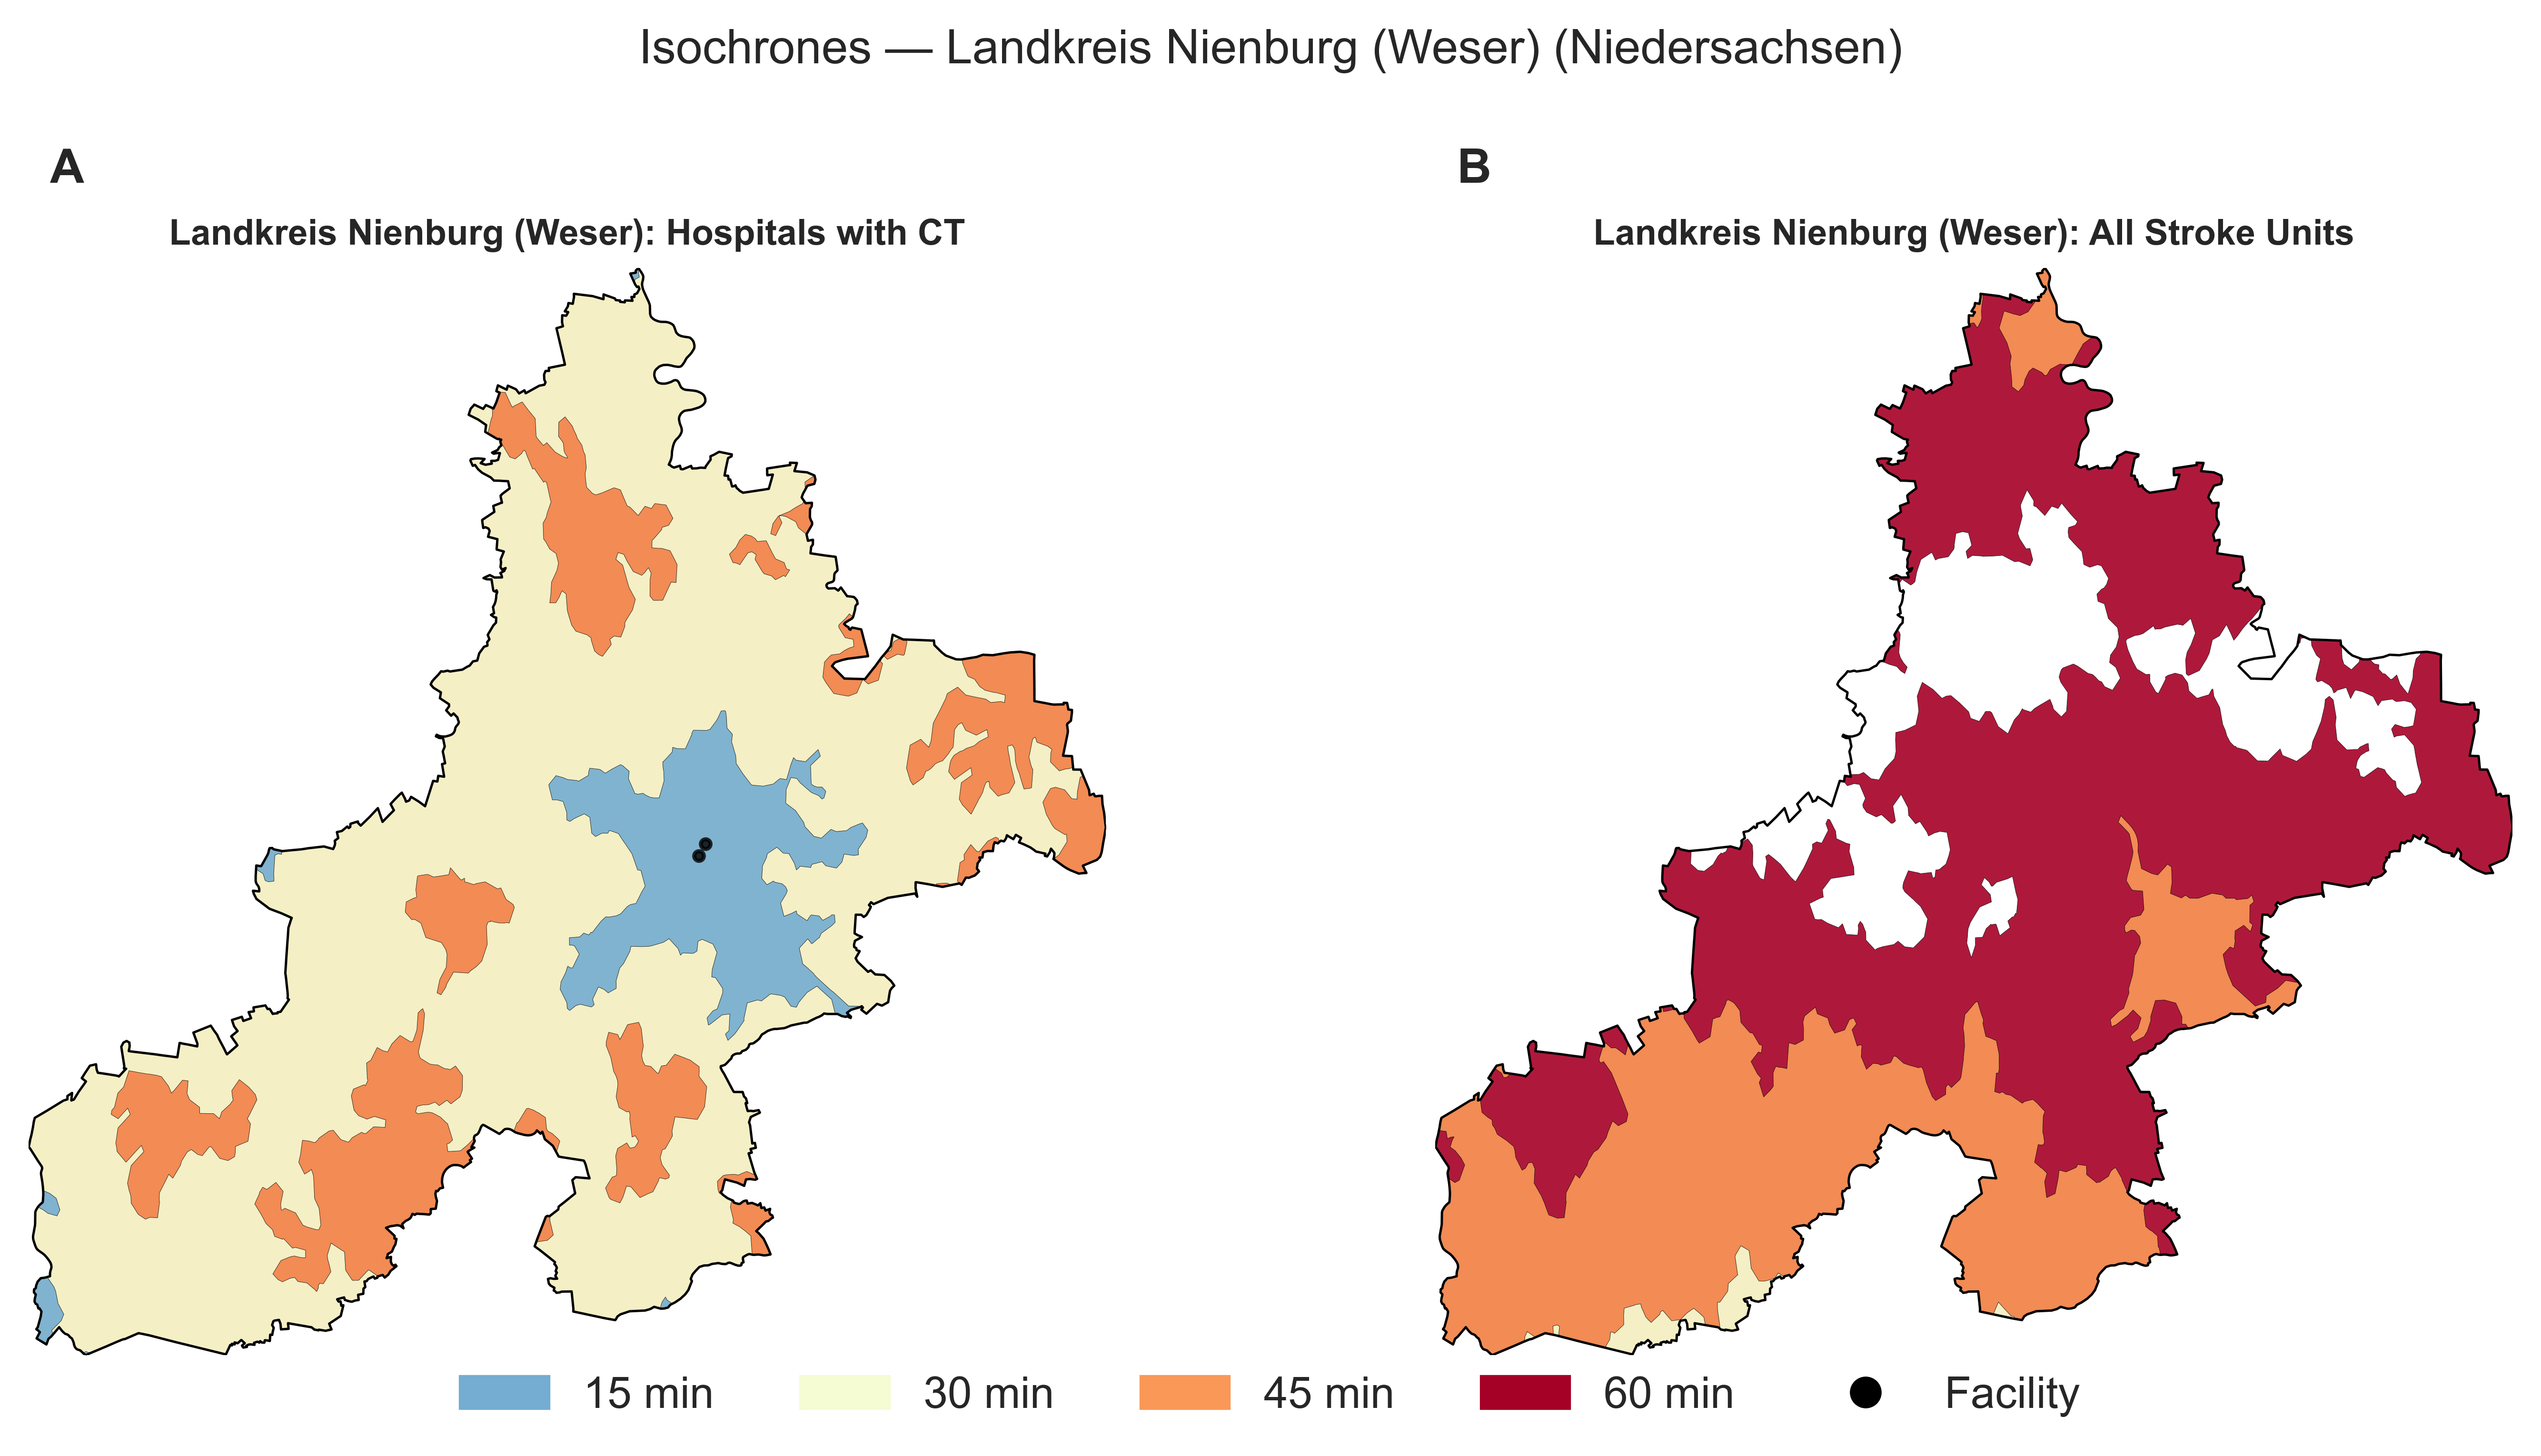 Isochrones — Landkreis Nienburg (Weser) (Niedersachsen)
A
B
Landkreis Nienburg (Weser): Hospitals with CT
Landkreis Nienburg (Weser): All Stroke Units
15 min
30 min
45 min
60 min
Facility